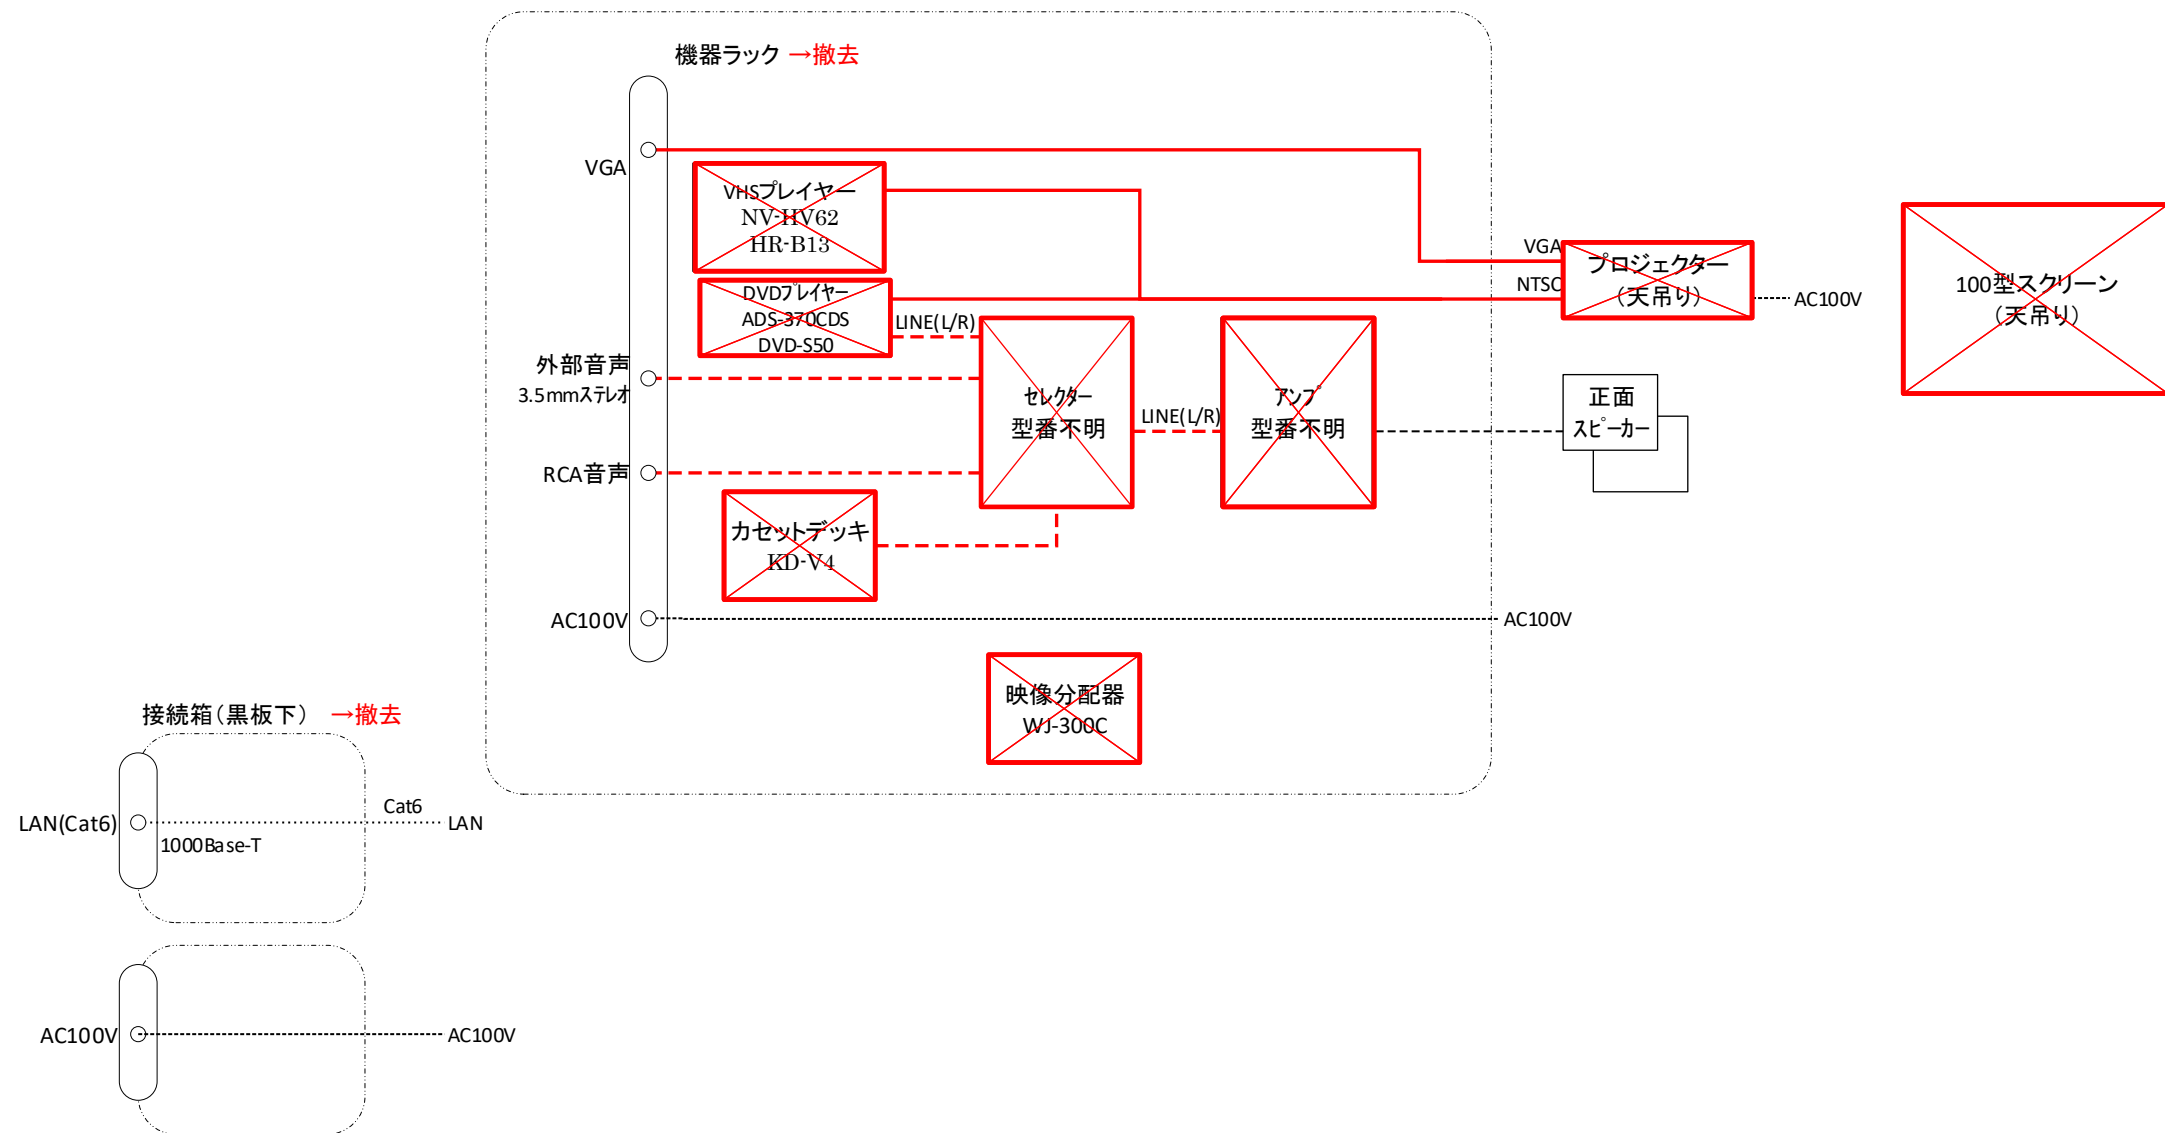 機器ラック →撤去
VGA
VHSプレイヤー
NV-HV62
HR-B13
DVDプレイヤー
ADS-370CDS
DVD-S50
LINE(L/R)
外部音声
3.5mmステレオ
セレクター
型番不明
LINE(L/R)
アンプ
型番不明
RCA音声
カセットデッキ
KD-V4
AC100V
AC100V
映像分配器
WJ-300C
VGA
NTSC
プロジェクター
(天吊り)
AC100V
100型スクリーン
(天吊り)
正面
スピーカー
接続箱(黒板下) →撤去
LAN(Cat6)
1000Base-T
Cat6
LAN
AC100V
AC100V